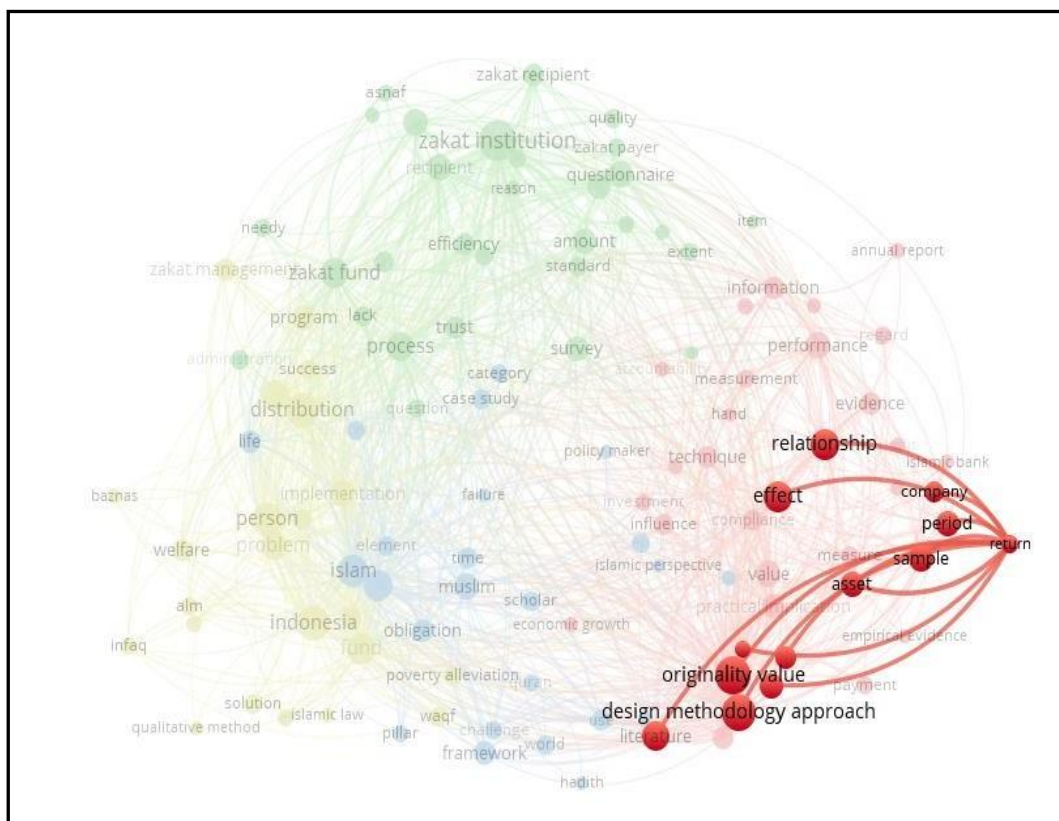 zakat recipient
asnaf
quality
zakat institution
zakat payer
recipient
questionnaire
reason
needy
item
efficiency
amount
extent
annual report
zakat management
zakat fund
standard
information
program
lack
trust
regard
process
survey
performance
administration
success
category
accountability
measurement
case study
distribution
question
hand
evidence
life
relationship
policy maker
technique
islamic bank
baznas
implementation
failure
investment
effect
company
person
influence
compliance
period
problem
element
return
welfare
time
islamic perspective
measure
sample
islam
muslim
value
asset
alm
scholar
practical implication
indonesia
obligation
economic growth
empirical evidence
infaq
fund
poverty alleviation
quran
originality value
payment
solution
islamic law
waqf
design methodology approach
qualitative method
pillar
challenge
use
literature
framework
world
hadith